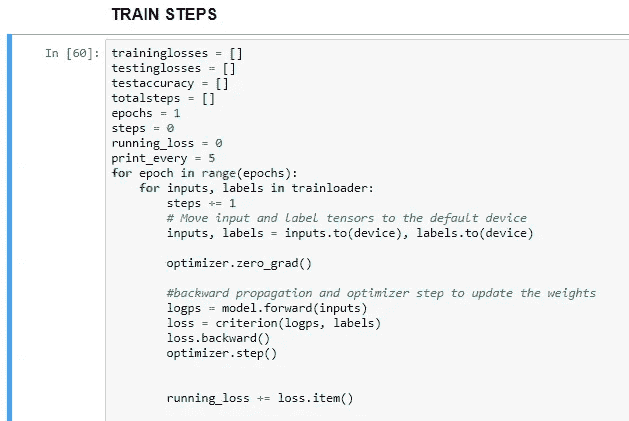 TRAIN STEPS
In [60]:
traininglosses = []
testinglosses = []
testaccuracy = []
totalsteps = []
epochs = 1
steps = 0
running_loss = 0
print_every = 5
for epoch in range(epochs):
    for inputs, labels in trainloader:
        steps += 1
        # Move input and label tensors to the default device
        inputs, labels = inputs.to(device), labels.to(device)
        optimizer.zero_grad()
        #backward propagation and optimizer step to update the weights
        logps = model.forward(inputs)
        loss = criterion(logps, labels)
        loss.backward()
        optimizer.step()
        running_loss += loss.item()